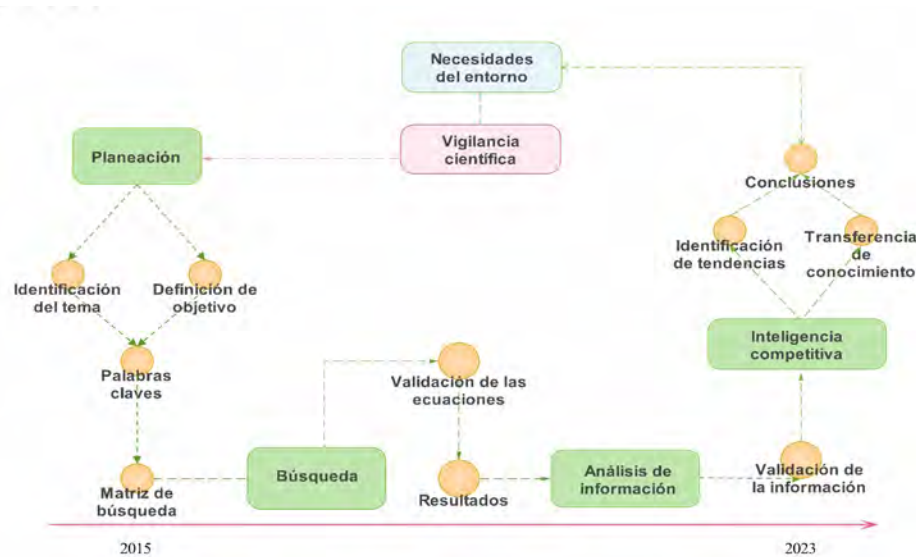 Necesidades
del entorno
Vigilancia
científica
Planeación
Identificación
del tema
Definición de
objetivo
Palabras
claves
Matriz de
búsqueda
Búsqueda
Validación de las
ecuaciones
Resultados
Análisis de
información
Validación de
la información
Inteligencia
competitiva
Identificación
de tendencias
Transferencia
de
conocimiento
Conclusiones
2015
2023